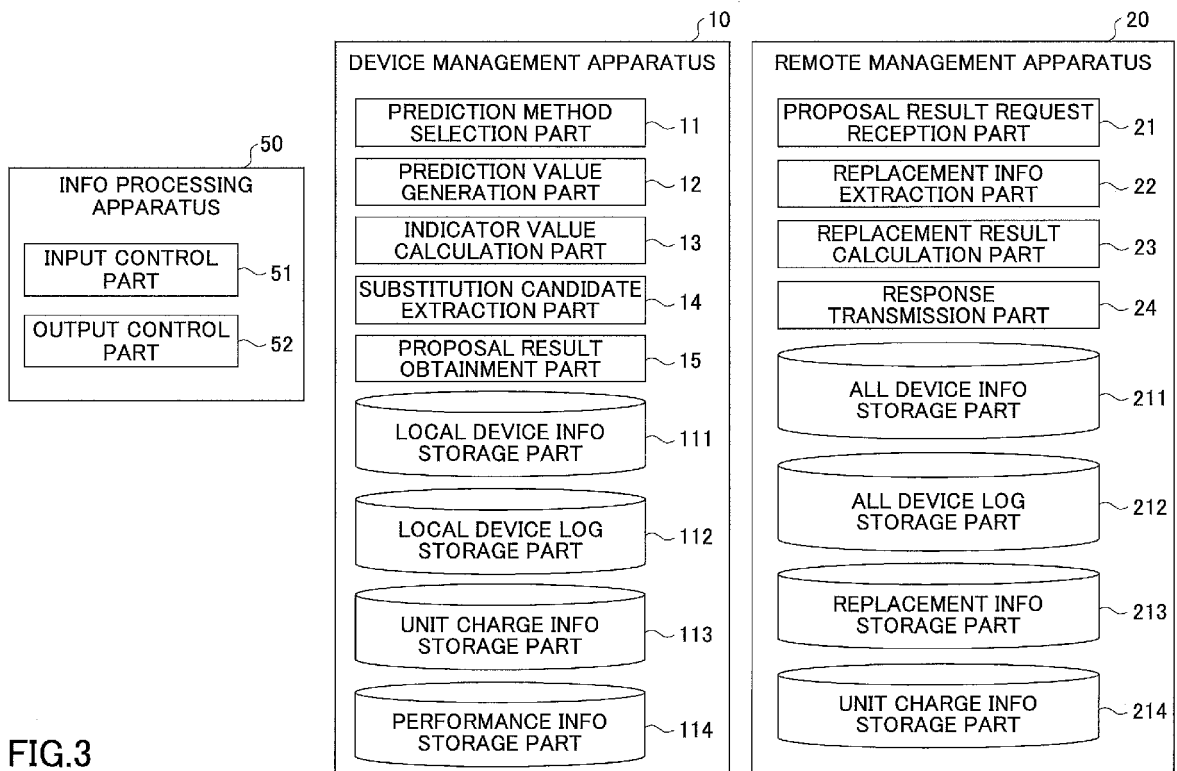 50
INFO PROCESSING
APPARATUS
INPUT CONTROL
PART
51
OUTPUT CONTROL
PART
52
10
DEVICE MANAGEMENT APPARATUS
PREDICTION METHOD
SELECTION PART
11
PREDICTION VALUE
GENERATION PART
12
INDICATOR VALUE
CALCULATION PART
13
SUBSTITUTION CANDIDATE
EXTRACTION PART
14
PROPOSAL RESULT
OBTAINMENT PART
15
LOCAL DEVICE INFO
STORAGE PART
111
LOCAL DEVICE LOG
STORAGE PART
112
UNIT CHARGE INFO
STORAGE PART
113
PERFORMANCE INFO
STORAGE PART
114
20
REMOTE MANAGEMENT APPARATUS
PROPOSAL RESULT REQUEST
RECEPTION PART
21
REPLACEMENT INFO
EXTRACTION PART
22
REPLACEMENT RESULT
CALCULATION PART
23
RESPONSE
TRANSMISSION PART
24
ALL DEVICE INFO
STORAGE PART
211
ALL DEVICE LOG
STORAGE PART
212
REPLACEMENT INFO
STORAGE PART
213
UNIT CHARGE INFO
STORAGE PART
214
FIG.3